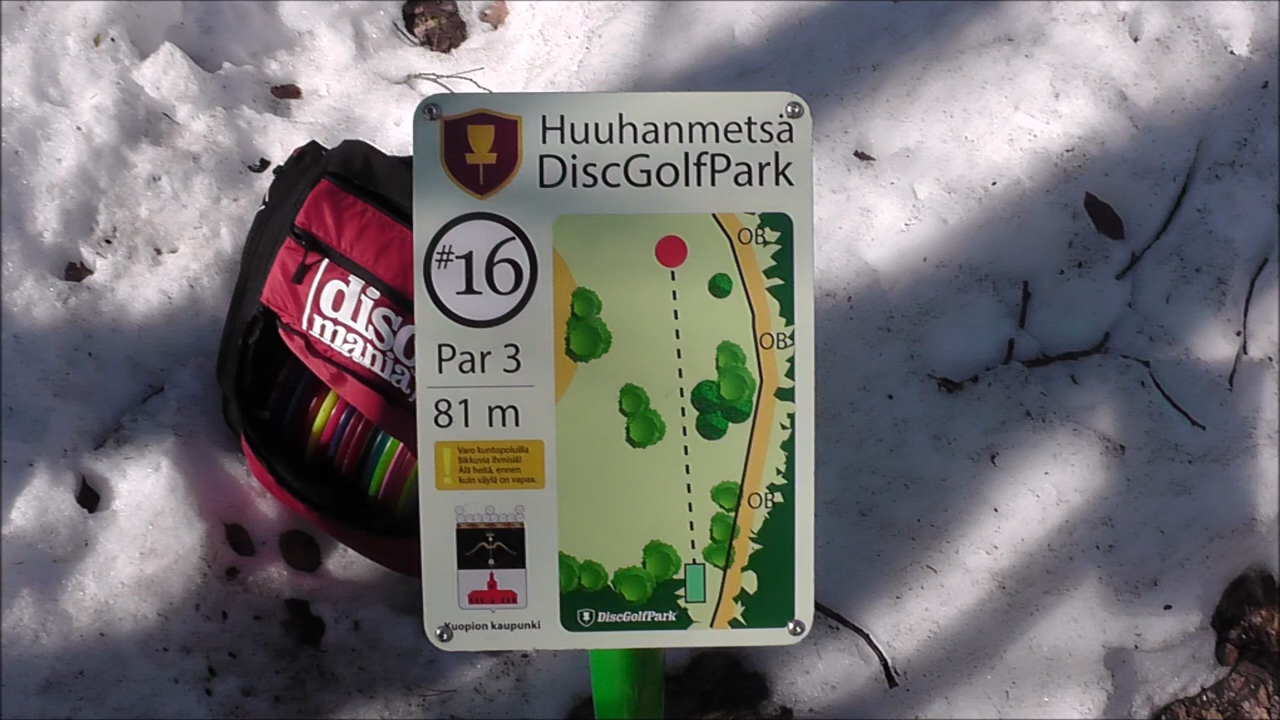 Huuhanmetsä
DiscGolfPark
#16
Par 3
81 m
OB
OB
OB
Varo kuntopoluilla
liikkuvia ihmisiä!
Älä heitä, ennen
kuin väylä on vapaa.
Kuopion kaupunki
DiscGolfPark
disc
mania